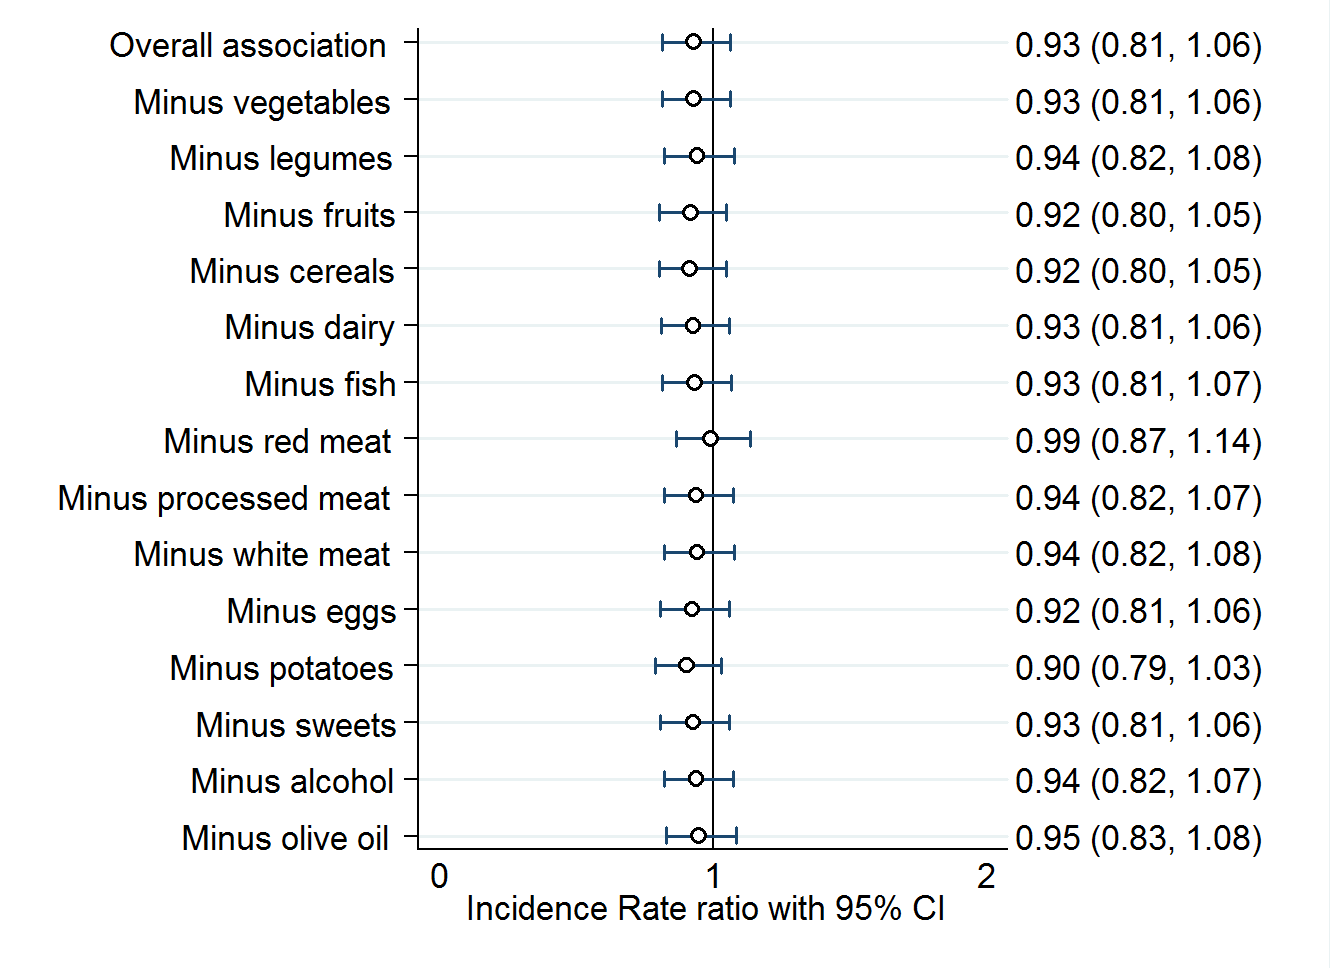 Overall association 0.93 (0.81, 1.06)
Minus vegetables 0.93 (0.81, 1.06)
Minus legumes 0.94 (0.82, 1.08)
Minus fruits 0.92 (0.80, 1.05)
Minus cereals 0.92 (0.80, 1.05)
Minus dairy 0.93 (0.81, 1.06)
Minus fish 0.93 (0.81, 1.07)
Minus red meat 0.99 (0.87, 1.14)
Minus processed meat 0.94 (0.82, 1.07)
Minus white meat 0.94 (0.82, 1.08)
Minus eggs 0.92 (0.81, 1.06)
Minus potatoes 0.90 (0.79, 1.03)
Minus sweets 0.93 (0.81, 1.06)
Minus alcohol 0.94 (0.82, 1.07)
Minus olive oil 0.95 (0.83, 1.08)
0 1 2
Incidence Rate ratio with 95% CI